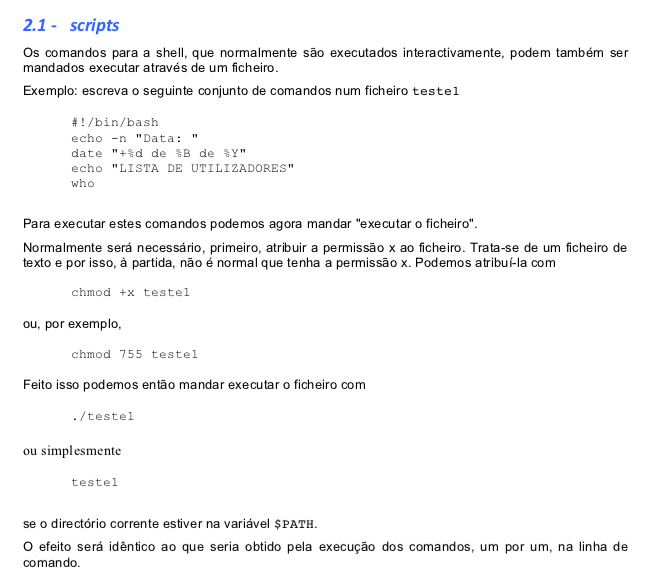 2.1 - scripts
Os comandos para a shell, que normalmente são executados interactivamente, podem também ser
mandados executar através de um ficheiro.
Exemplo: escreva o seguinte conjunto de comandos num ficheiro teste1
#!/bin/bash
echo -n "Data: "
date "+%d de %B de %Y"
echo "LISTA DE UTILIZADORES"
who
Para executar estes comandos podemos agora mandar "executar o ficheiro".
Normalmente será necessário, primeiro, atribuir a permissão x ao ficheiro. Trata-se de um ficheiro de
texto e por isso, à partida, não é normal que tenha a permissão x. Podemos atribuí-la com
chmod +x teste1
ou, por exemplo,
chmod 755 teste1
Feito isso podemos então mandar executar o ficheiro com
./teste1
ou simplesmente
teste1
se o directório corrente estiver na variável $PATH.
O efeito será idêntico ao que seria obtido pela execução dos comandos, um por um, na linha de
comando.